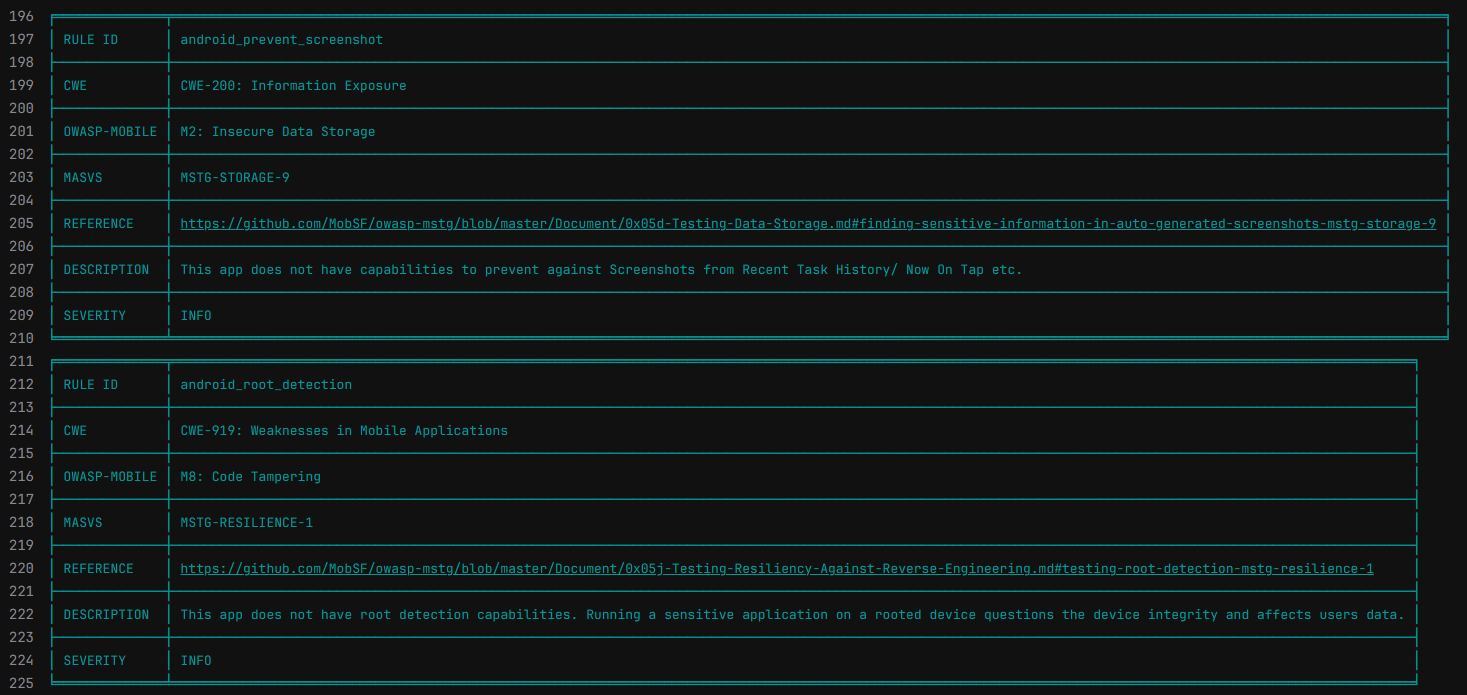 196
197 RULE ID android_prevent_screenshot
198
199 CWE CWE-200: Information Exposure
200
201 OWASP-MOBILE M2: Insecure Data Storage
202
203 MASVS MSTG-STORAGE-9
204
205 REFERENCE https://github.com/MobSF/owasp-mstg/blob/master/Document/0x05d-Testing-Data-Storage.md#finding-sensitive-information-in-auto-generated-screenshots-mstg-storage-9
206
207 DESCRIPTION This app does not have capabilities to prevent against Screenshots from Recent Task History/ Now On Tap etc.
208
209 SEVERITY INFO
210
211
212 RULE ID android_root_detection
213
214 CWE CWE-919: Weaknesses in Mobile Applications
215
216 OWASP-MOBILE M8: Code Tampering
217
218 MASVS MSTG-RESILIENCE-1
219
220 REFERENCE https://github.com/MobSF/owasp-mstg/blob/master/Document/0x05j-Testing-Resiliency-Against-Reverse-Engineering.md#testing-root-detection-mstg-resilience-1
221
222 DESCRIPTION This app does not have root detection capabilities. Running a sensitive application on a rooted device questions the device integrity and affects users data.
223
224 SEVERITY INFO
225